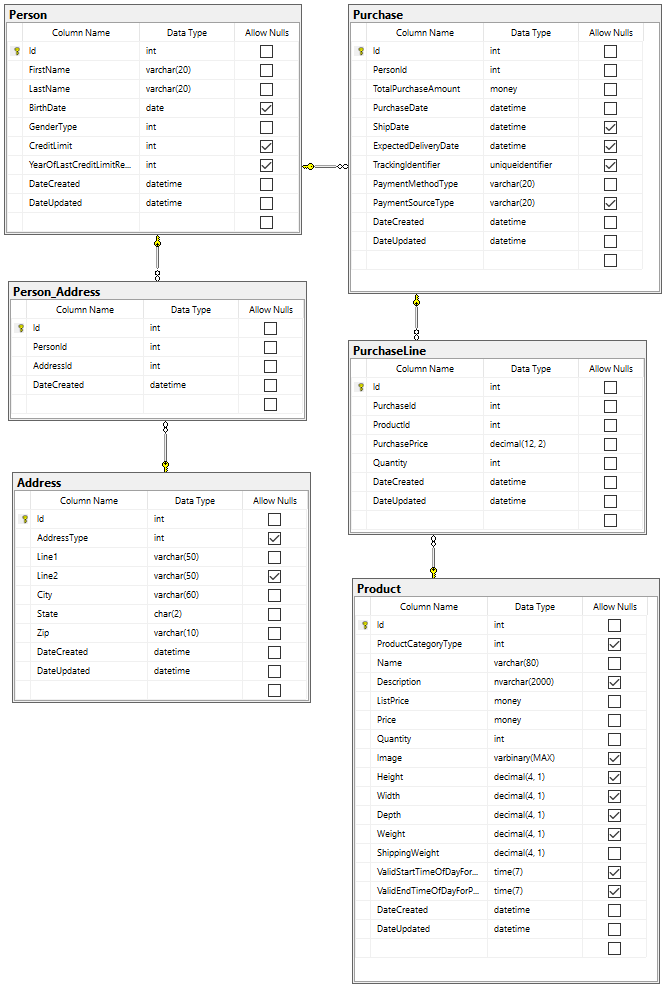 Person
Column Name Data Type Allow Nulls
Id int
FirstName varchar(20)
LastName varchar(20)
BirthDate date
GenderType int
CreditLimit int
YearOfLastCreditLimitRe... int
DateCreated datetime
DateUpdated datetime
Person_Address
Column Name Data Type Allow Nulls
Id int
PersonId int
AddressId int
DateCreated datetime
Address
Column Name Data Type Allow Nulls
Id int
AddressType int
Line1 varchar(50)
Line2 varchar(50)
City varchar(60)
State char(2)
Zip varchar(10)
DateCreated datetime
DateUpdated datetime
Purchase
Column Name Data Type Allow Nulls
Id int
PersonId int
TotalPurchaseAmount money
PurchaseDate datetime
ShipDate datetime
ExpectedDeliveryDate datetime
TrackingIdentifier uniqueidentifier
PaymentMethodType varchar(20)
PaymentSourceType varchar(20)
DateCreated datetime
DateUpdated datetime
PurchaseLine
Column Name Data Type Allow Nulls
Id int
PurchaseId int
ProductId int
PurchasePrice decimal(12, 2)
Quantity int
DateCreated datetime
DateUpdated datetime
Product
Column Name Data Type Allow Nulls
Id int
ProductCategoryType int
Name varchar(80)
Description nvarchar(2000)
ListPrice money
Price money
Quantity int
Image varbinary(MAX)
Height decimal(4, 1)
Width decimal(4, 1)
Depth decimal(4, 1)
Weight decimal(4, 1)
ShippingWeight decimal(4, 1)
ValidStartTimeOfDayFor... time(7)
ValidEndTimeOfDayForP... time(7)
DateCreated datetime
DateUpdated datetime